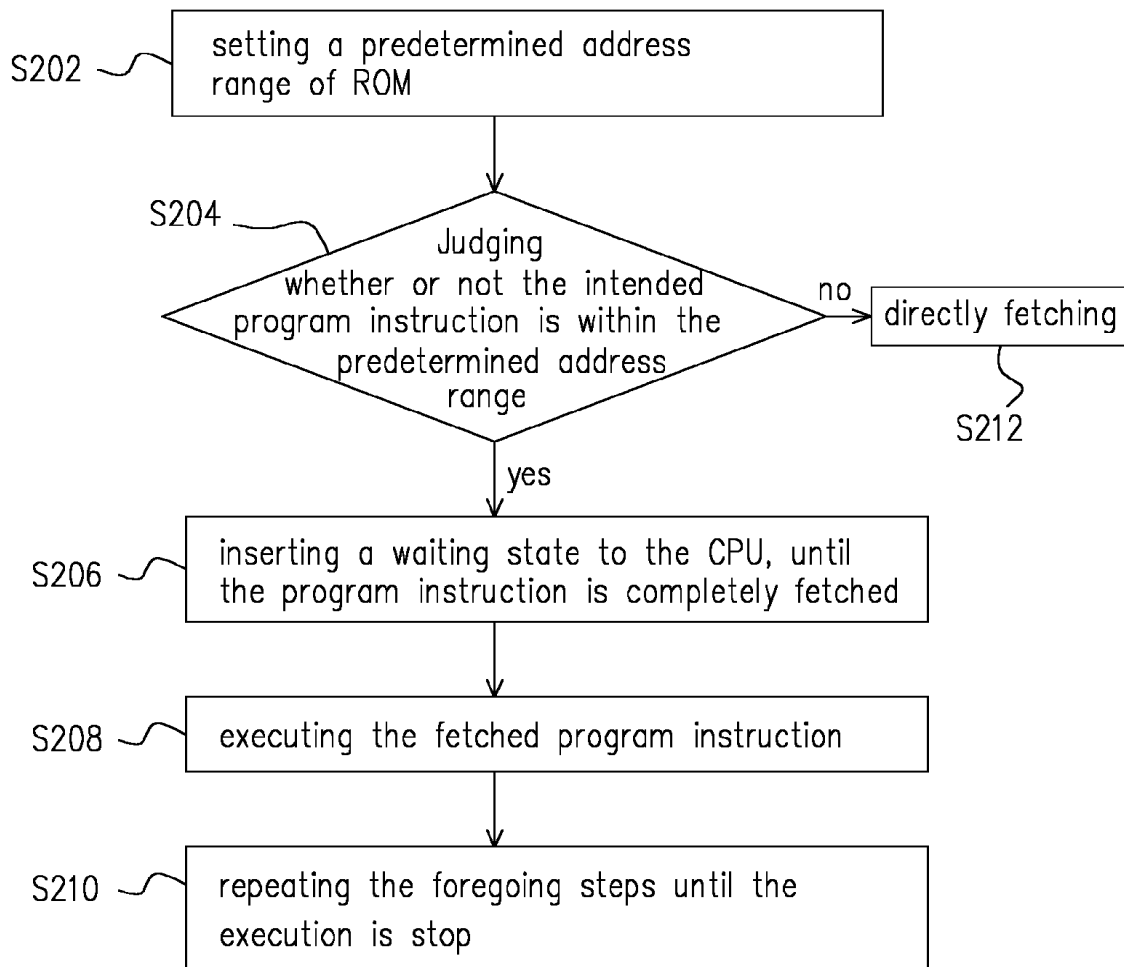 S202
setting a predetermined address
range of ROM
S204
Judging
whether or not the intended
program instruction is within the
predetermined address
range
no
directly fetching
S212
yes
S206
inserting a waiting state to the CPU, until
the program instruction is completely fetched
S208
executing the fetched program instruction
S210
repeating the foregoing steps until the
execution is stop